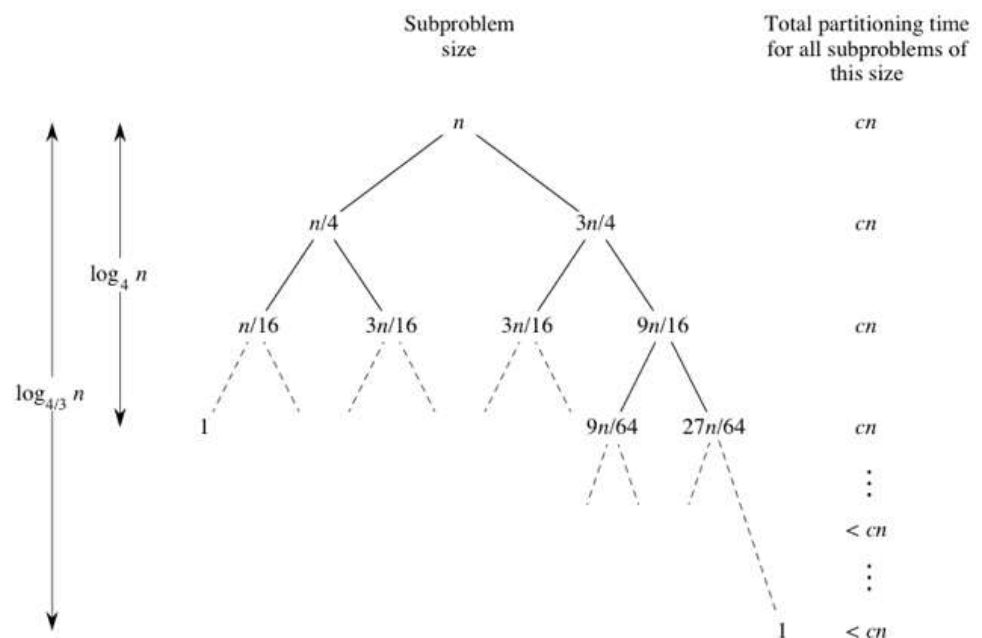 Subproblem
size
Total partitioning time
for all subproblems of
this size
n
cn
n/4
3n/4
cn
log₄ n
n/16
3n/16
3n/16
9n/16
cn
log₄/₃ n
1
9n/64
27n/64
cn
⋮
< cn
⋮
1
< cn